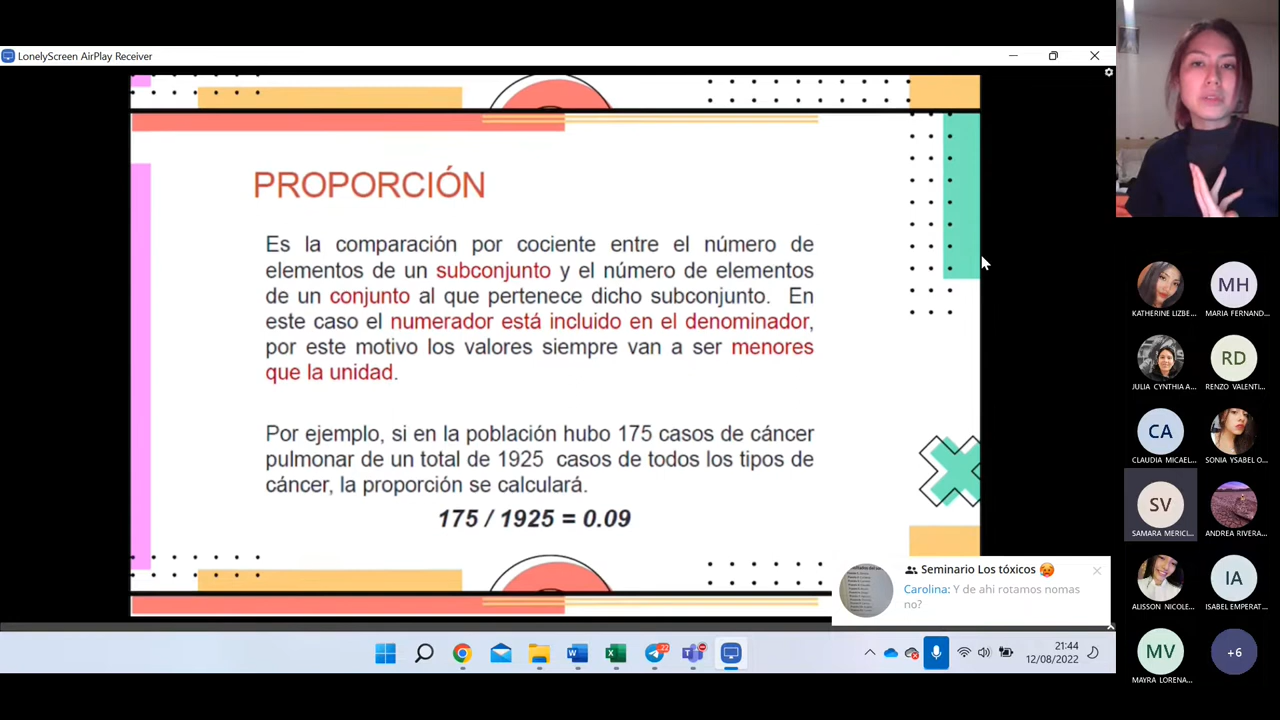 LonelyScreen AirPlay Receiver
PROPORCIÓN
Es la comparación por cociente entre el número de
elementos de un subconjunto y el número de elementos
de un conjunto al que pertenece dicho subconjunto. En
este caso el numerador está incluido en el denominador,
por este motivo los valores siempre van a ser menores
que la unidad.
Por ejemplo, si en la población hubo 175 casos de cáncer
pulmonar de un total de 1925 casos de todos los tipos de
cáncer, la proporción se calculará.
175 / 1925 = 0.09
Seminario Los tóxicos
Carolina: Y de ahi rotamos nomas
no?
22
21:44
12/08/2022
KATHERINE LIZBE...
MH
MARIA FERNAND...
JULIA CYNTHIA A...
RD
RENZO VALENTI...
CA
CLAUDIA MICAEL...
SONIA YSABEL O...
SV
SAMARA MERICI...
ANDREA RIVERA...
ALISSON NICOLE...
IA
ISABEL EMPERAT...
MV
MAYRA LORENA...
+6